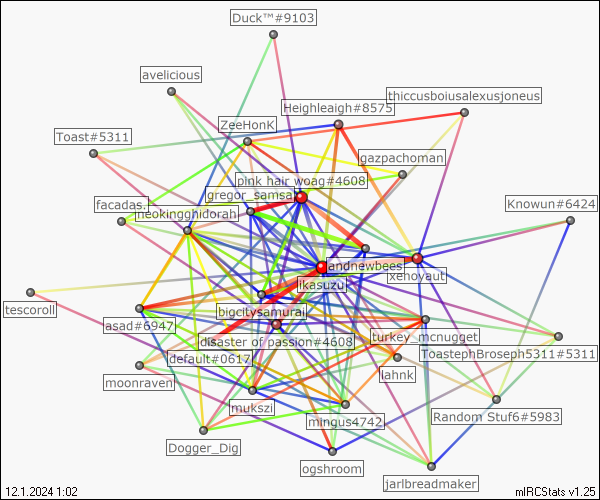 Duck™#9103
avelicious
thiccusboiusalexusjoneus
Heighleaigh#8575
ZeeHonK
Toast#5311
gazpachoman
pink hair woag#4608
gregor_samsa
facadas.
neokingghidorah
Knowun#6424
andnewbees
xehoyaut
ikasuzu
tescoroll
bigcitysamurai
asad#6947
disaster of passion#4608
turkey_mcnugget
default#0617
ToastephBroseph5311#5311
moonraven
lahnk
mukszi
mingus4742
Random Stuf6#5983
Dogger_Dig
ogshroom
jarlbreadmaker
12.1.2024 1:02
mIRCStats v1.25